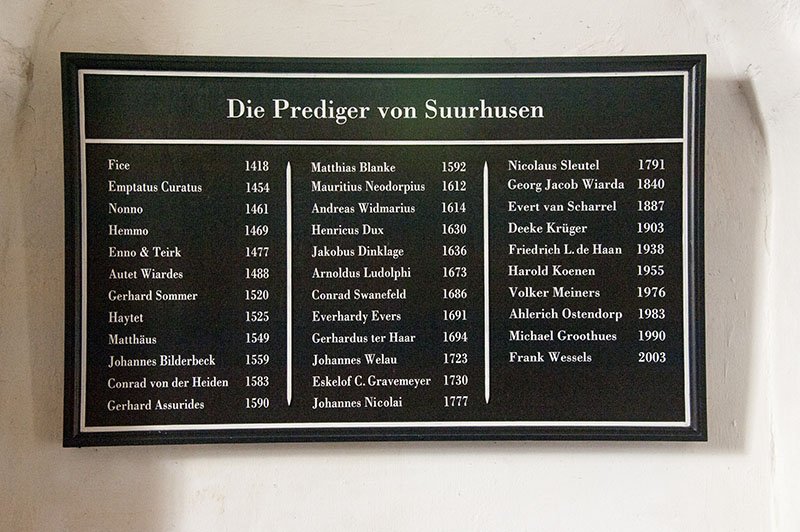 Die Prediger von Suurhusen
Fice 1418
Emptatus Curatus 1454
Nonno 1461
Hemmo 1469
Enno & Teirk 1477
Autet Wiardes 1488
Gerhard Sommer 1520
Haytet 1525
Matthäus 1549
Johannes Bilderbeck 1559
Conrad von der Heiden 1583
Gerhard Assurides 1590
Matthias Blanke 1592
Mauritius Neodorpius 1612
Andreas Widmarius 1614
Henricus Dux 1630
Jakobus Dinklage 1636
Arnoldus Ludolphi 1673
Conrad Swanefeld 1686
Everhardy Evers 1691
Gerhardus ter Haar 1694
Johannes Welau 1723
Eskelof C. Gravemeyer 1730
Johannes Nicolai 1777
Nicolaus Sleutel 1791
Georg Jacob Wiarda 1840
Evert van Scharrel 1887
Deeke Krüger 1903
Friedrich L. de Haan 1938
Harold Koenen 1955
Volker Meiners 1976
Ahlerich Ostendorp 1983
Michael Groothues 1990
Frank Wessels 2003